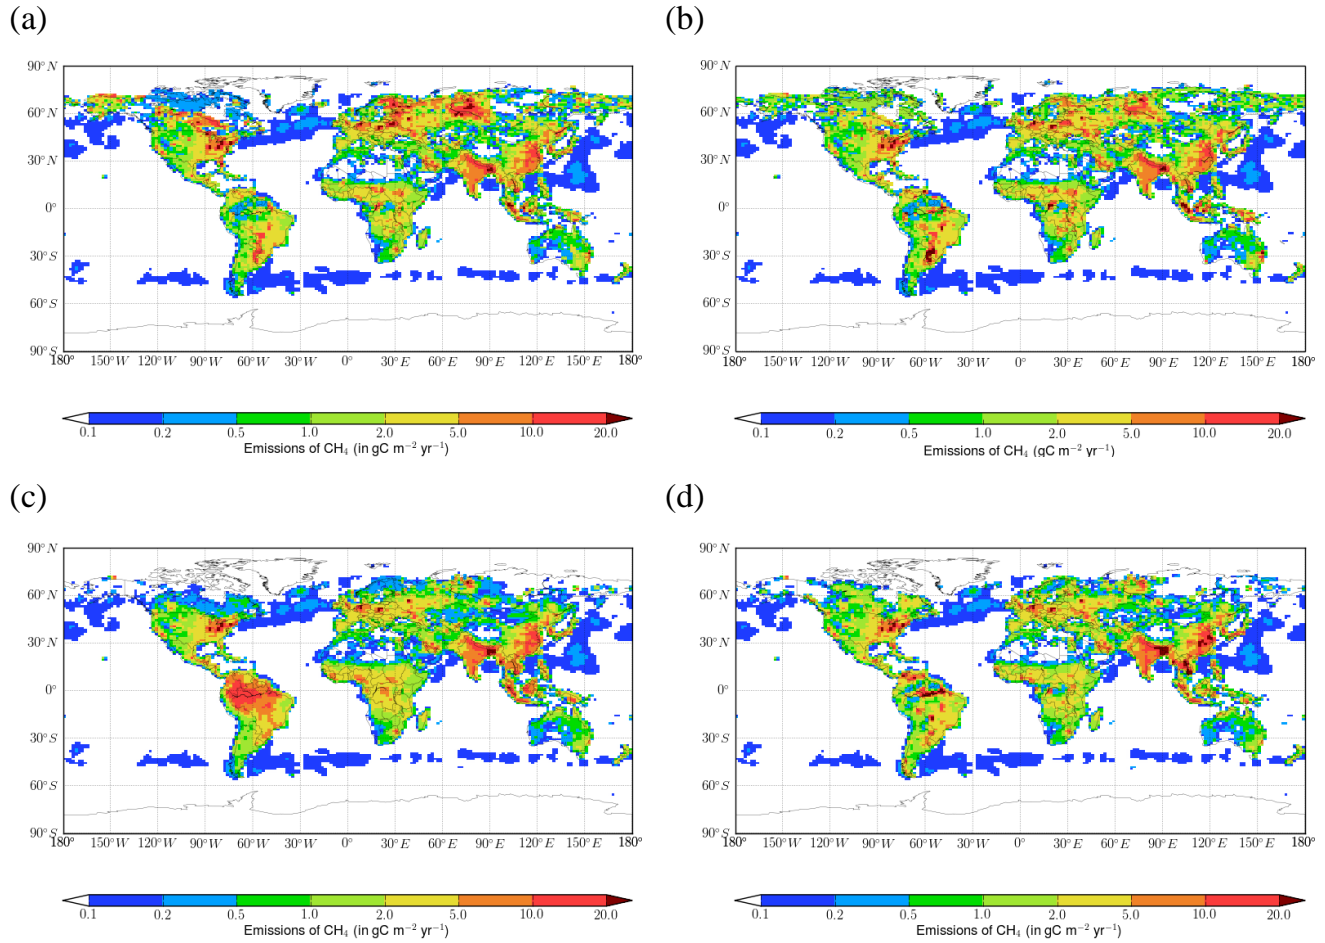 (a) (b)
90° N 90° N
60° N 60° N
30° N 30° N
0° 0°
30° S 30° S
60° S 60° S
90° S 90° S
180° 150° W 120° W 90° W 60° W 30° W 0° 30° E 60° E 90° E 120° E 150° E 180° 180° 150° W 120° W 90° W 60° W 30° W 0° 30° E 60° E 90° E 120° E 150° E 180°
0.1 0.2 0.5 1.0 2.0 5.0 10.0 20.0 0.1 0.2 0.5 1.0 2.0 5.0 10.0 20.0
Emissions of CH₄ (in gC m⁻² yr⁻¹) Emissions of CH₄ (gC m⁻² yr⁻¹)
(c) (d)
90° N 90° N
60° N 60° N
30° N 30° N
0° 0°
30° S 30° S
60° S 60° S
90° S 90° S
180° 150° W 120° W 90° W 60° W 30° W 0° 30° E 60° E 90° E 120° E 150° E 180° 180° 150° W 120° W 90° W 60° W 30° W 0° 30° E 60° E 90° E 120° E 150° E 180°
0.1 0.2 0.5 1.0 2.0 5.0 10.0 20.0 0.1 0.2 0.5 1.0 2.0 5.0 10.0 20.0
Emissions of CH₄ (in gC m⁻² yr⁻¹) Emissions of CH₄ (in gC m⁻² yr⁻¹)